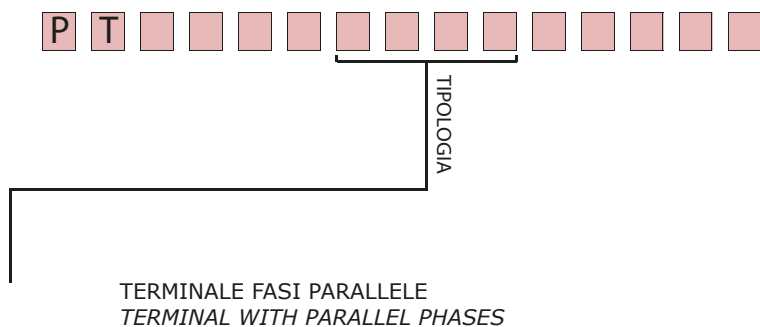 P T
TIPOLOGIA
TERMINALE FASI PARALLELE
TERMINAL WITH PARALLEL PHASES